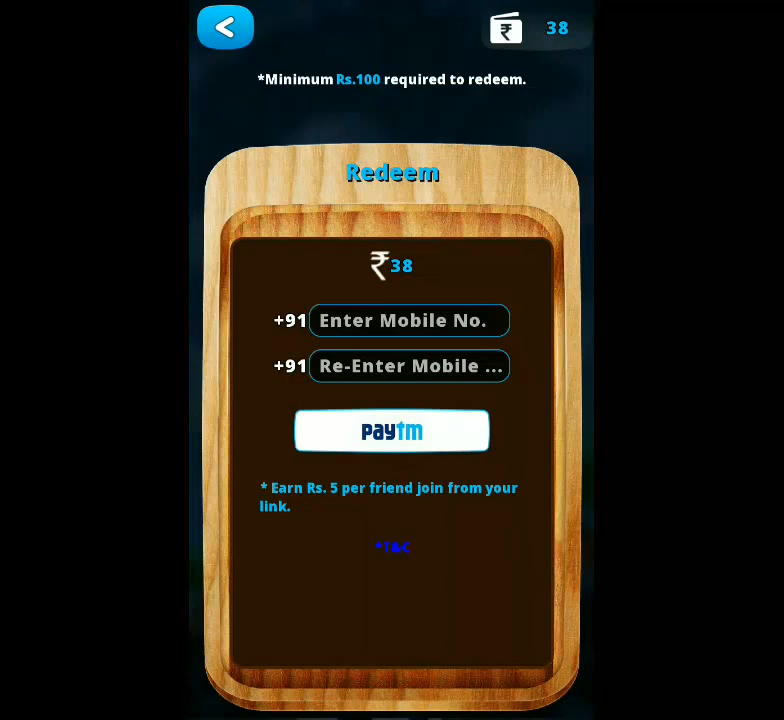 <
₹ 38
*Minimum Rs.100 required to redeem.
Redeem
₹38
+91 Enter Mobile No.
+91 Re-Enter Mobile ...
paytm
* Earn Rs. 5 per friend join from your
link.
*T&C